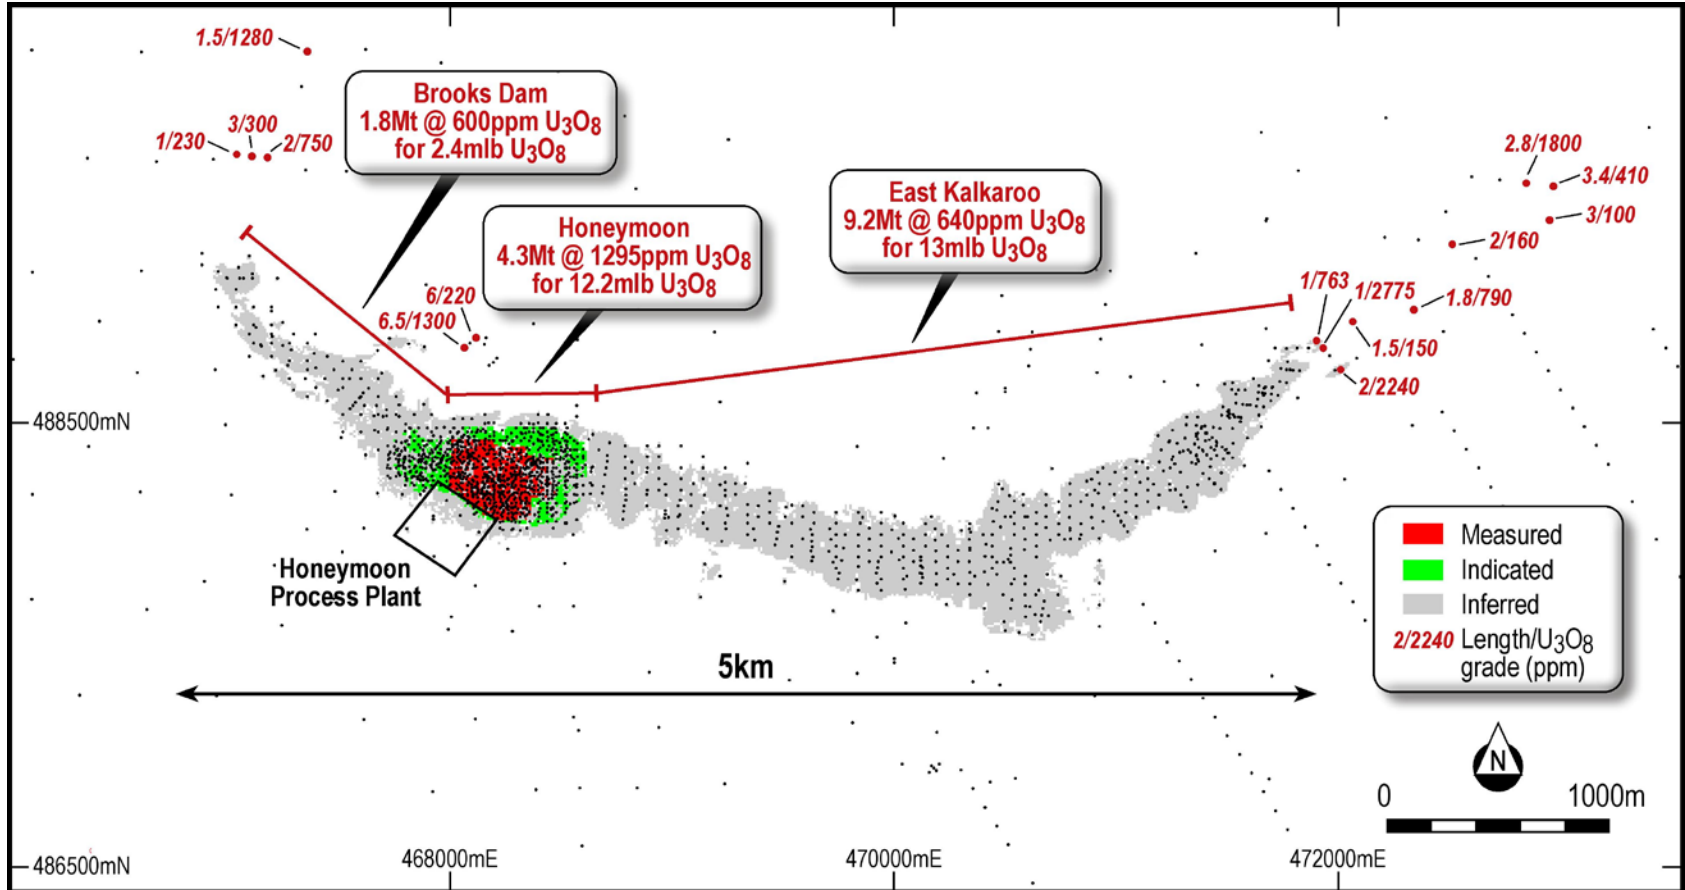 1.5/1280
Brooks Dam
1.8Mt @ 600ppm U₃O₈
for 2.4mlb U₃O₈
3/300
1/230
2/750
Honeymoon
4.3Mt @ 1295ppm U₃O₈
for 12.2mlb U₃O₈
East Kalkaroo
9.2Mt @ 640ppm U₃O₈
for 13mlb U₃O₈
2.8/1800
3.4/410
3/100
2/160
6/220
6.5/1300
1/763
1/2775
1.8/790
1.5/150
2/2240
488500mN
Honeymoon
Process Plant
5km
Measured
Indicated
Inferred
2/2240 Length/U₃O₈
grade (ppm)
N
0 1000m
486500mN
468000mE
470000mE
472000mE